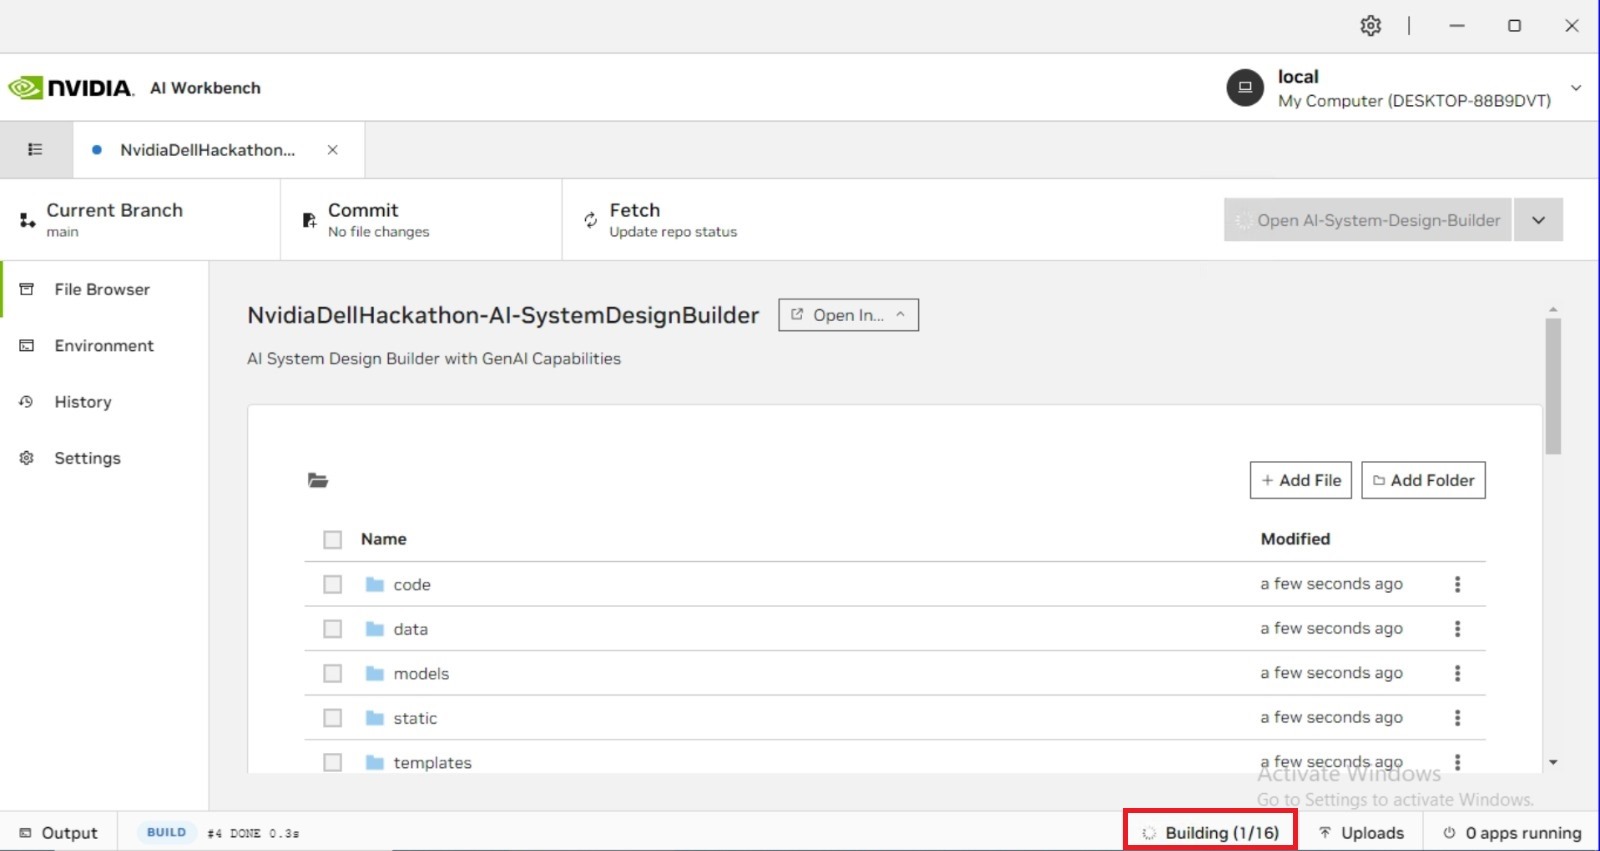 NVIDIA. AI Workbench
local
My Computer (DESKTOP-88B9DVT)
NvidiaDellHackathon...
Current Branch
main
Commit
No file changes
Fetch
Update repo status
Open AI-System-Design-Builder
File Browser
Environment
History
Settings
NvidiaDellHackathon-AI-SystemDesignBuilder
Open In...
AI System Design Builder with GenAI Capabilities
+ Add File
Add Folder
Name Modified
code a few seconds ago
data a few seconds ago
models a few seconds ago
static a few seconds ago
templates a few seconds ago
Activate Windows
Go to Settings to activate Windows.
Output BUILD #4 DONE 0.3s Building (1/16) Uploads 0 apps running